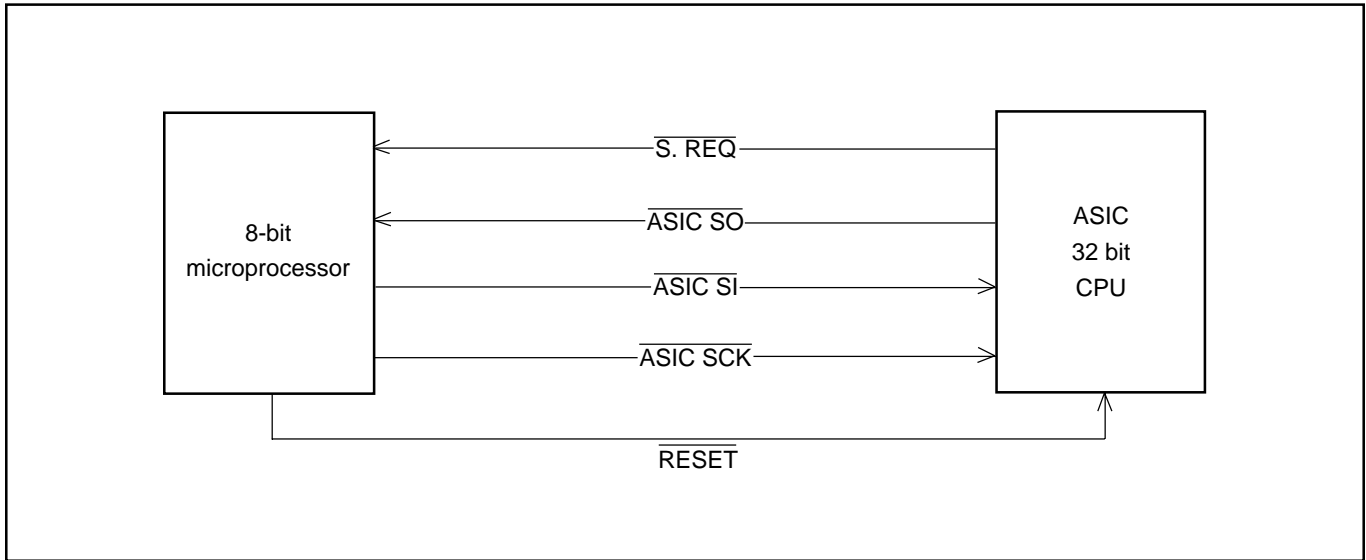 S. REQ
ASIC SO
8-bit
microprocessor
ASIC SI
ASIC SCK
ASIC
32 bit
CPU
RESET